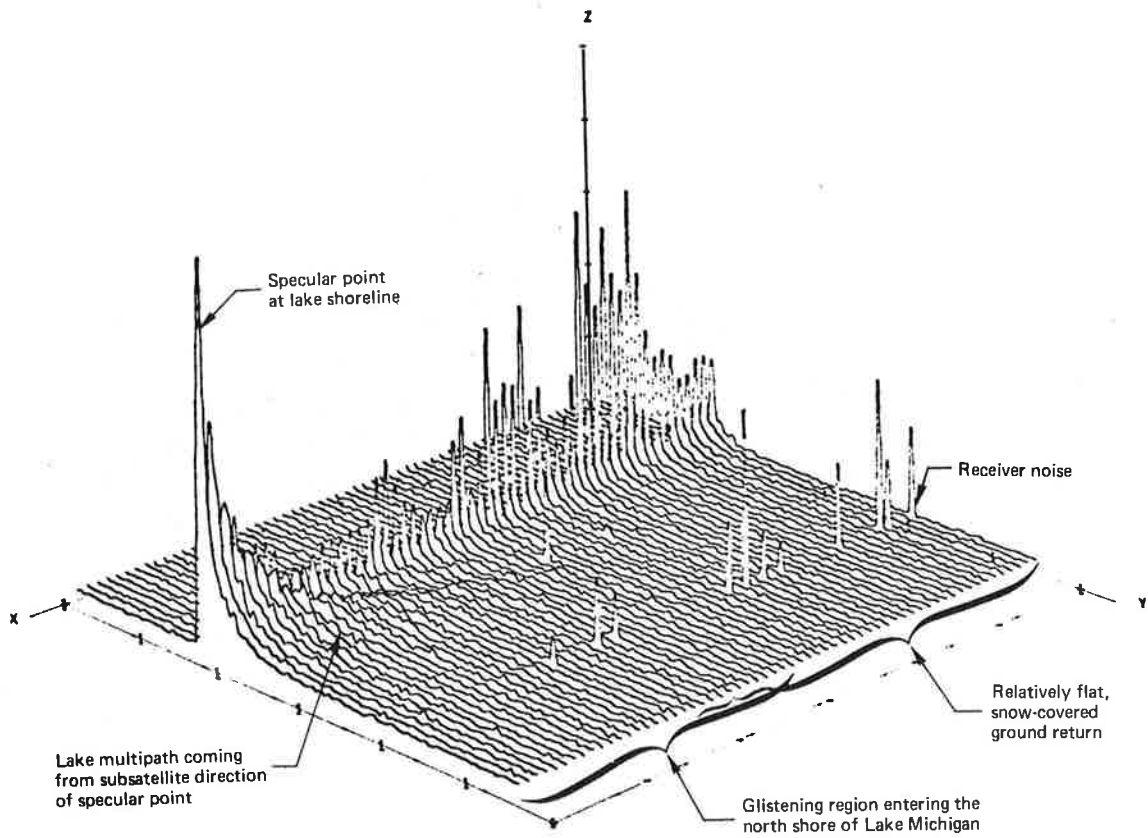 Z
Specular point
at lake shoreline
Receiver noise
X
Y
Relatively flat,
snow-covered
ground return
Lake multipath coming
from subsatellite direction
of specular point
Glistening region entering the
north shore of Lake Michigan